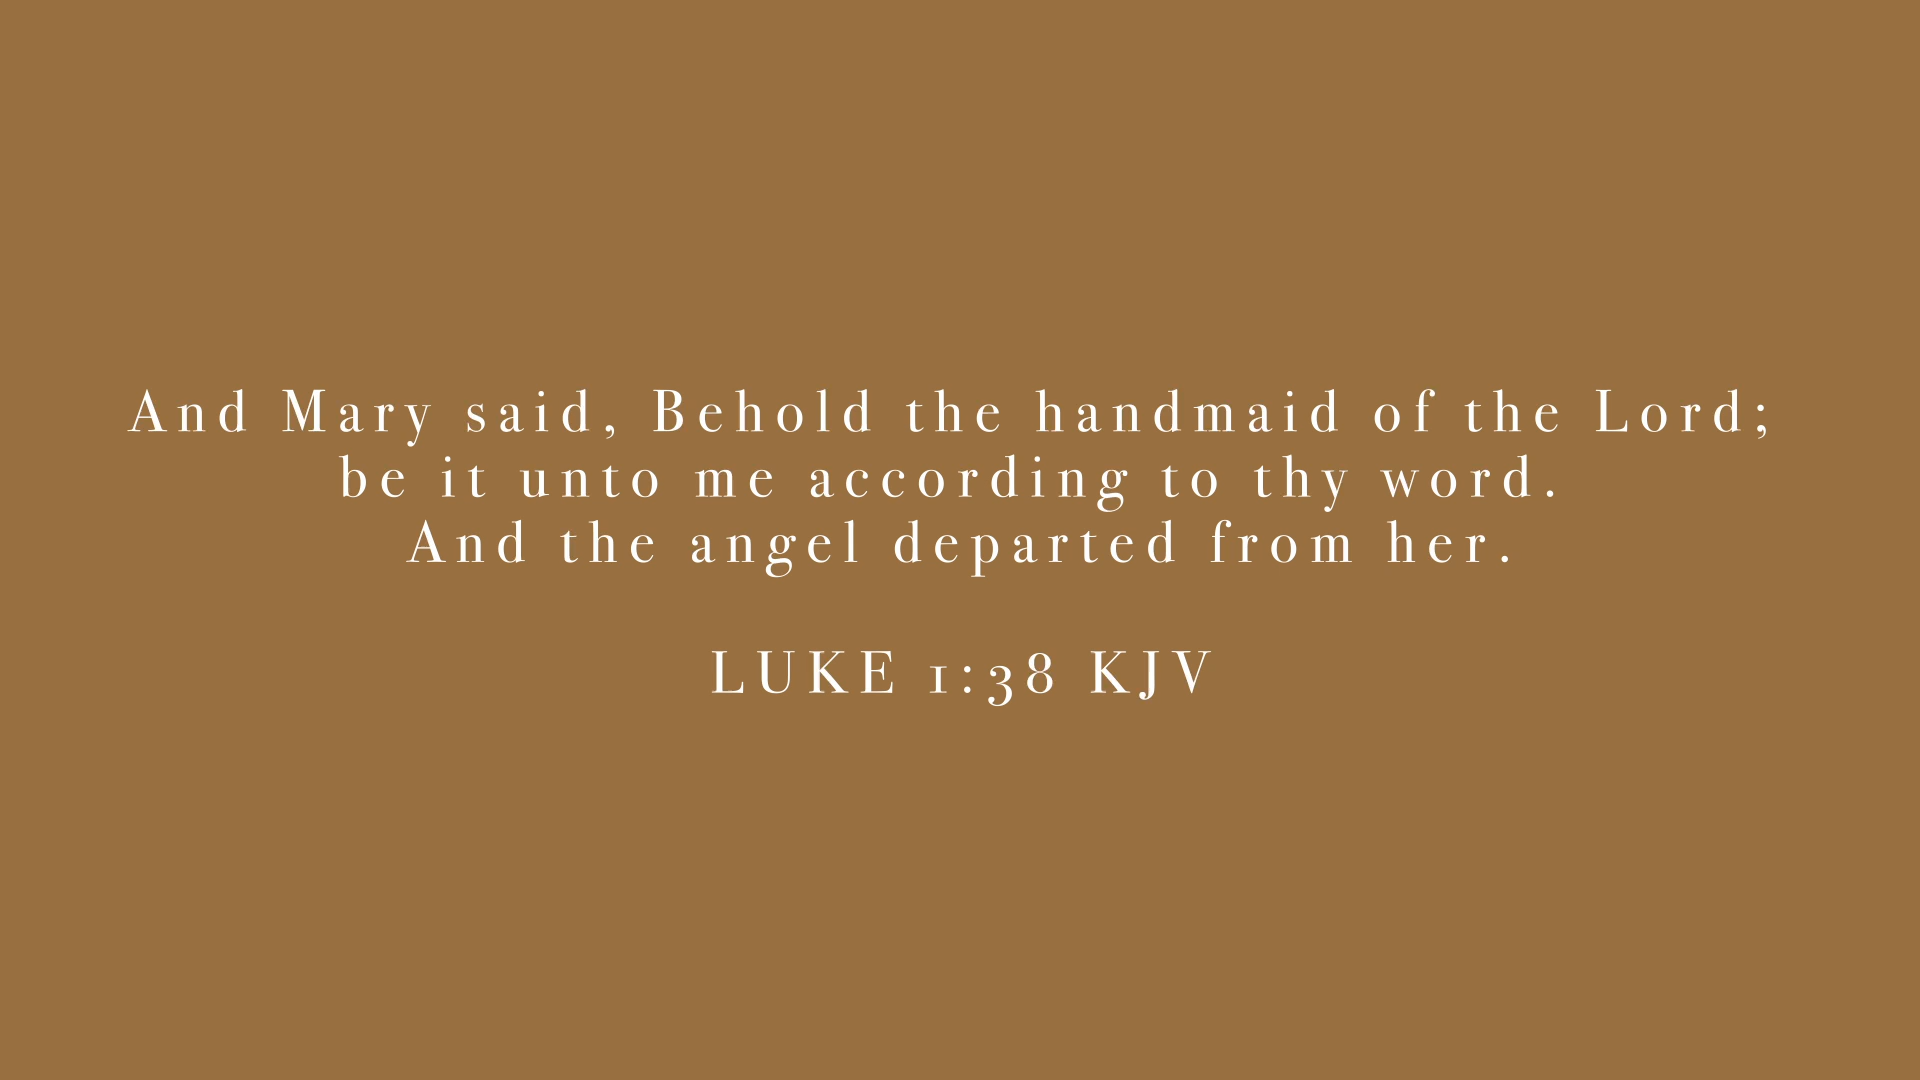 And Mary said, Behold the handmaid of the Lord;
be it unto me according to thy word.
And the angel departed from her.
LUKE 1:38 KJV